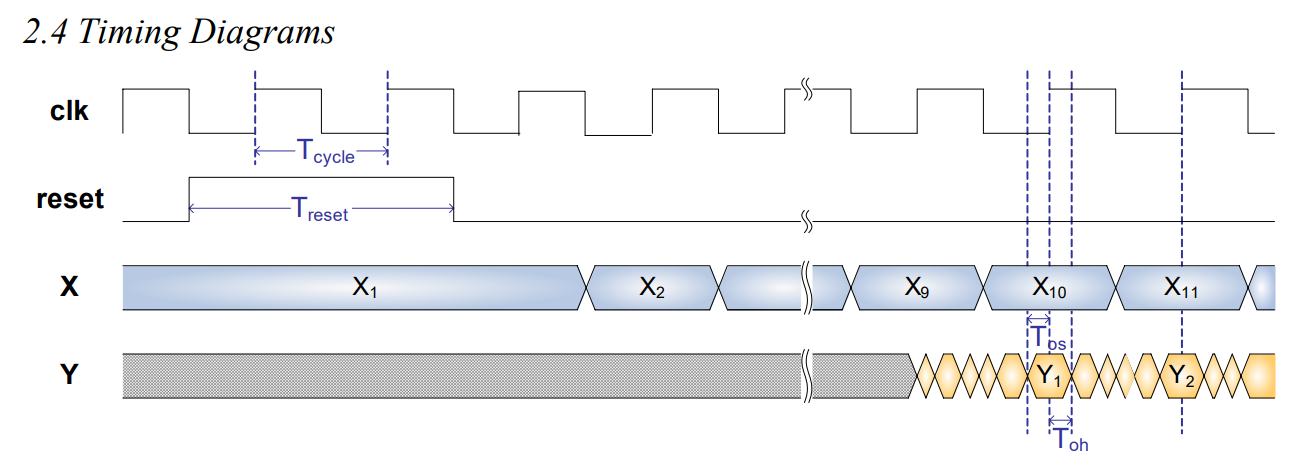 2.4 Timing Diagrams
clk
Tcycle
reset
Treset
X
X1
X2
X9
X10
X11
Tos
Y
Y1
Y2
Toh